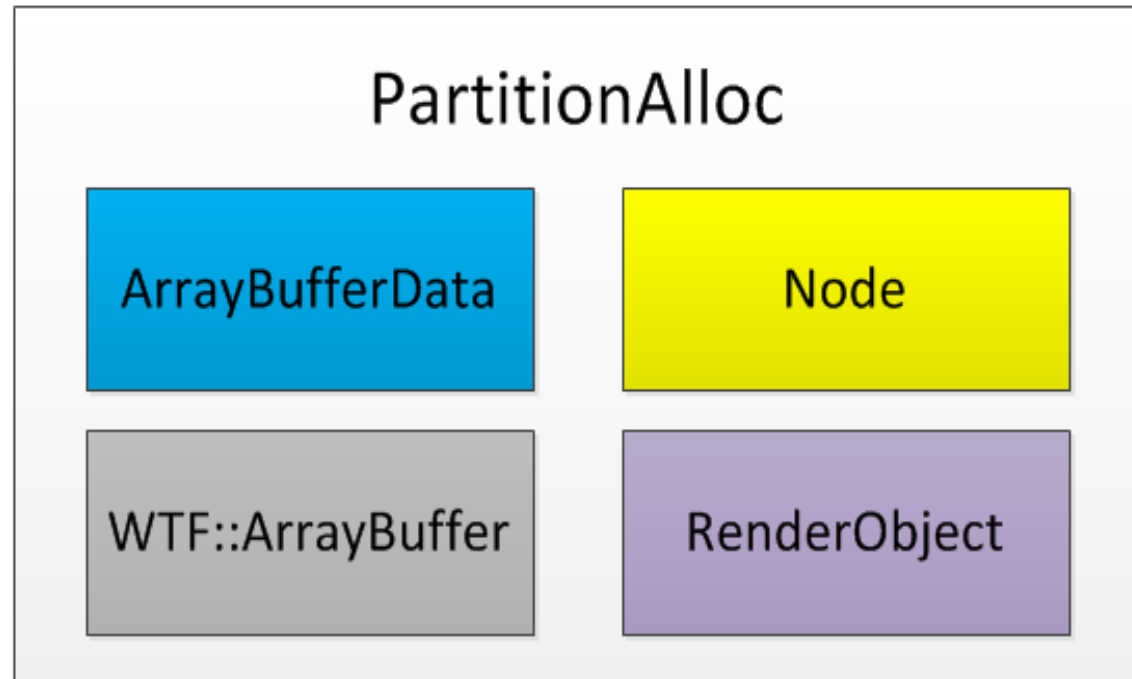 PartitionAlloc
ArrayBufferData
Node
WTF::ArrayBuffer
RenderObject